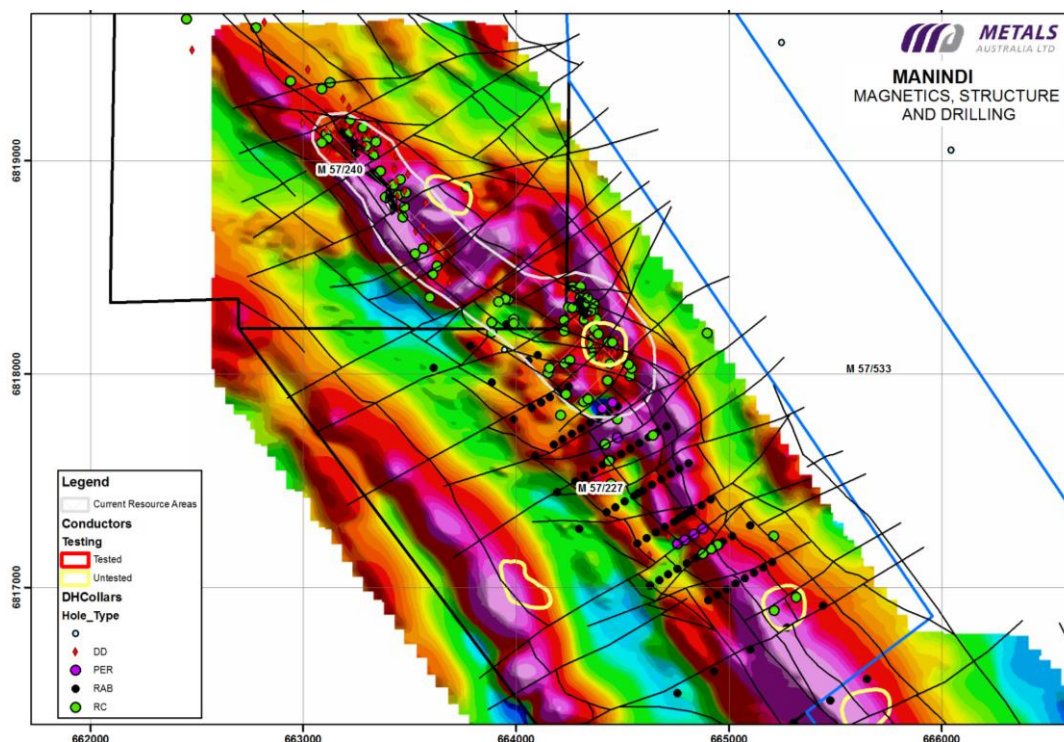 METALS
AUSTRALIA LTD
MANINDI
MAGNETICS, STRUCTURE
AND DRILLING
6819000
M 57/240
6818000
M 57/533
M 57/227
6817000
Legend
Current Resource Areas
Conductors
Testing
Tested
Untested
DHCollars
Hole_Type
DD
PER
RAB
RC
662000
663000
664000
665000
666000